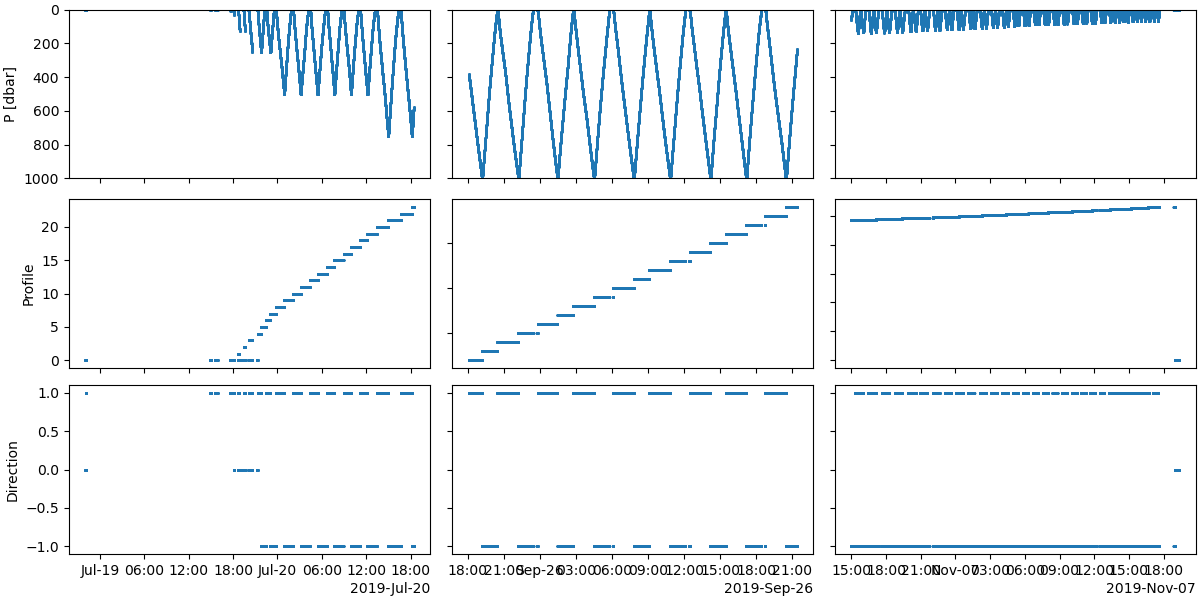 0
200
400
600
800
1000
P [dbar]
20
15
10
5
0
Profile
1.0
0.5
0.0
−0.5
−1.0
Direction
Jul-19 06:00 12:00 18:00 Jul-20 06:00 12:00 18:00
2019-Jul-20
18:00 21:00 Sep-26 03:00 06:00 09:00 12:00 15:00 18:00 21:00
2019-Sep-26
15:00 18:00 21:00 Nov-07 03:00 06:00 09:00 12:00 15:00 18:00
2019-Nov-07